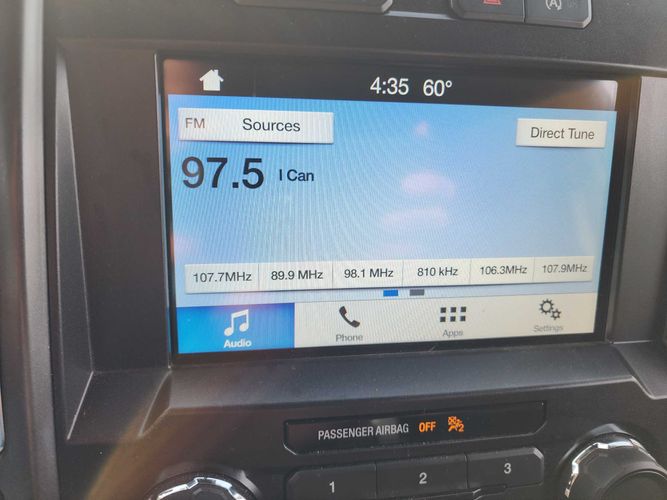 4:35 60°
FM Sources
Direct Tune
97.5 I Can
107.7MHz 89.9 MHz 98.1 MHz 810 kHz 106.3MHz 107.9MHz
Audio Phone Apps Settings
PASSENGER AIRBAG OFF 2
1 2 3